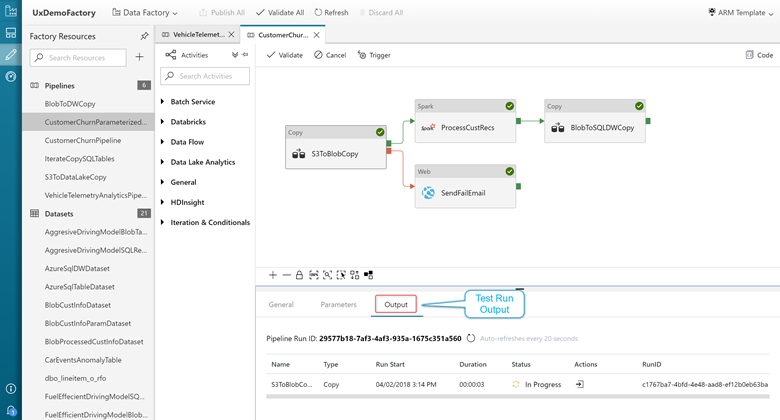 UxDemoFactory
Data Factory
Publish All
Validate All
Refresh
Discard All
ARM Template
Factory Resources
Search Resources
Pipelines 6
BlobToDWCopy
CustomerChurnParameterized...
CustomerChurnPipeline
IterateCopySQLTables
S3ToDataLakeCopy
VehicleTelemetryAnalyticsPipe...
Datasets 21
AggresiveDrivingModelBlobTa...
AggresiveDrivingModelSQLRe...
AzureSqlDWDataset
AzureSqlTableDataset
BlobCustInfoDataset
BlobCustInfoParamDataset
BlobProcessedCustInfoDataset
CarEventsAnomalyTable
dbo_lineitem_o_rfo
FuelEffecientDrivingModelSQ...
FuelEfficientDrivingModelBlo...
1
VehicleTelemet...
CustomerChur...
Activities
Search Activities
Batch Service
Databricks
Data Flow
Data Lake Analytics
General
HDInsight
Iteration & Conditionals
Validate
Cancel
Trigger
Code
Copy
S3ToBlobCopy
Spark
Spark
ProcessCustRecs
Copy
BlobToSQLDWCopy
Web
SendFailEmail
General
Parameters
Output
Test Run
Output
Pipeline Run ID: 29577b18-7af3-4af3-935a-1675c351a560
Auto-refreshes every 20 seconds
Name Type Run Start Duration Status Actions RunID
S3ToBlobCo... Copy 04/02/2018 3:14 PM 00:00:03 In Progress c1767ba7-4bfd-4e48-aad8-ef12b0eb63ba